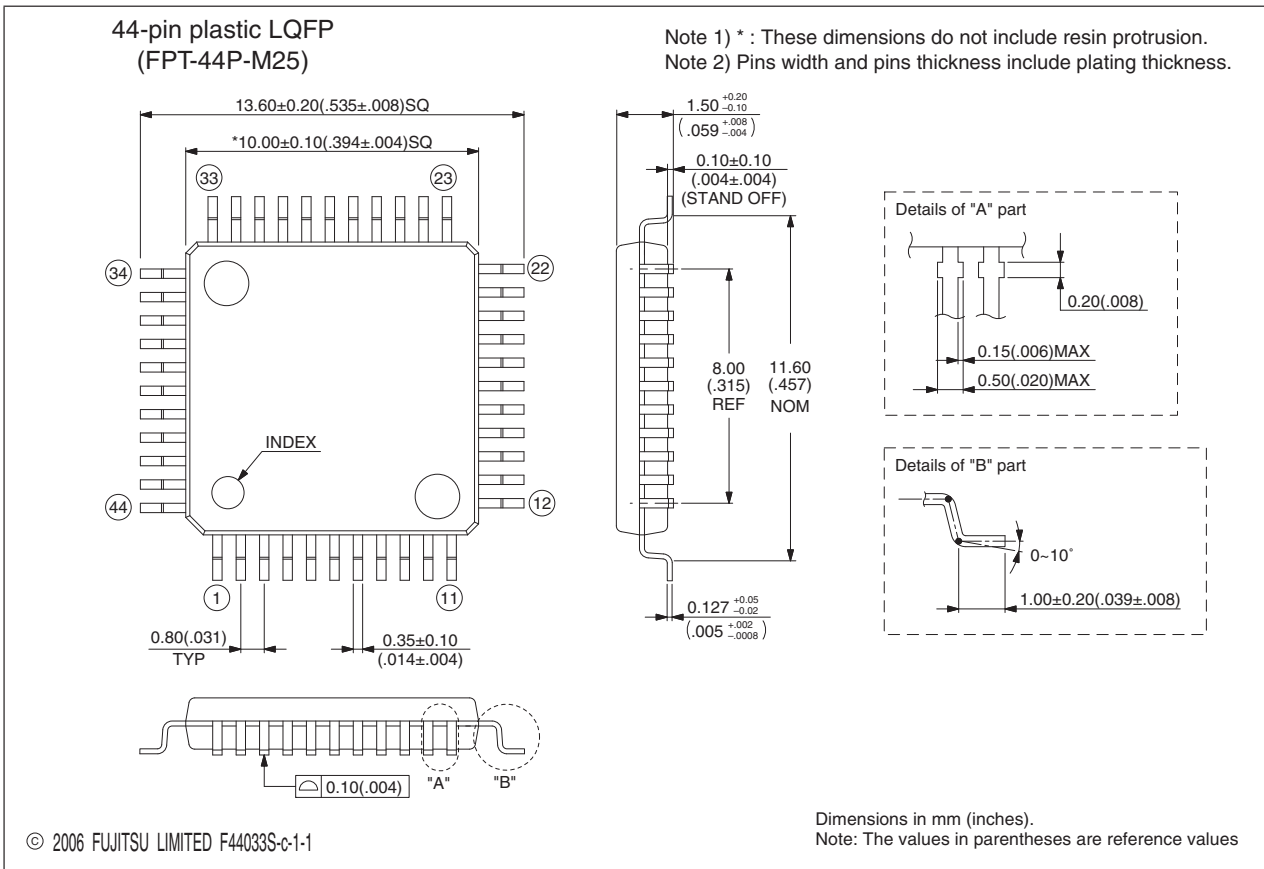 44-pin plastic LQFP
(FPT-44P-M25)
Note 1) * : These dimensions do not include resin protrusion.
Note 2) Pins width and pins thickness include plating thickness.
13.60±0.20(.535±.008)SQ
*10.00±0.10(.394±.004)SQ
33
23
34
22
INDEX
44
12
1
11
0.80(.031)
TYP
0.35±0.10
(.014±.004)
1.50 +0.20 −0.10
(.059 +.008 −.004)
0.10±0.10
(.004±.004)
(STAND OFF)
8.00
(.315)
REF
11.60
(.457)
NOM
0.127 +0.05 −0.02
(.005 +.002 −.0008)
Details of "A" part
0.20(.008)
0.15(.006)MAX
0.50(.020)MAX
Details of "B" part
0~10°
1.00±0.20(.039±.008)
0.10(.004)
"A"
"B"
© 2006 FUJITSU LIMITED F44033S-c-1-1
Dimensions in mm (inches).
Note: The values in parentheses are reference values